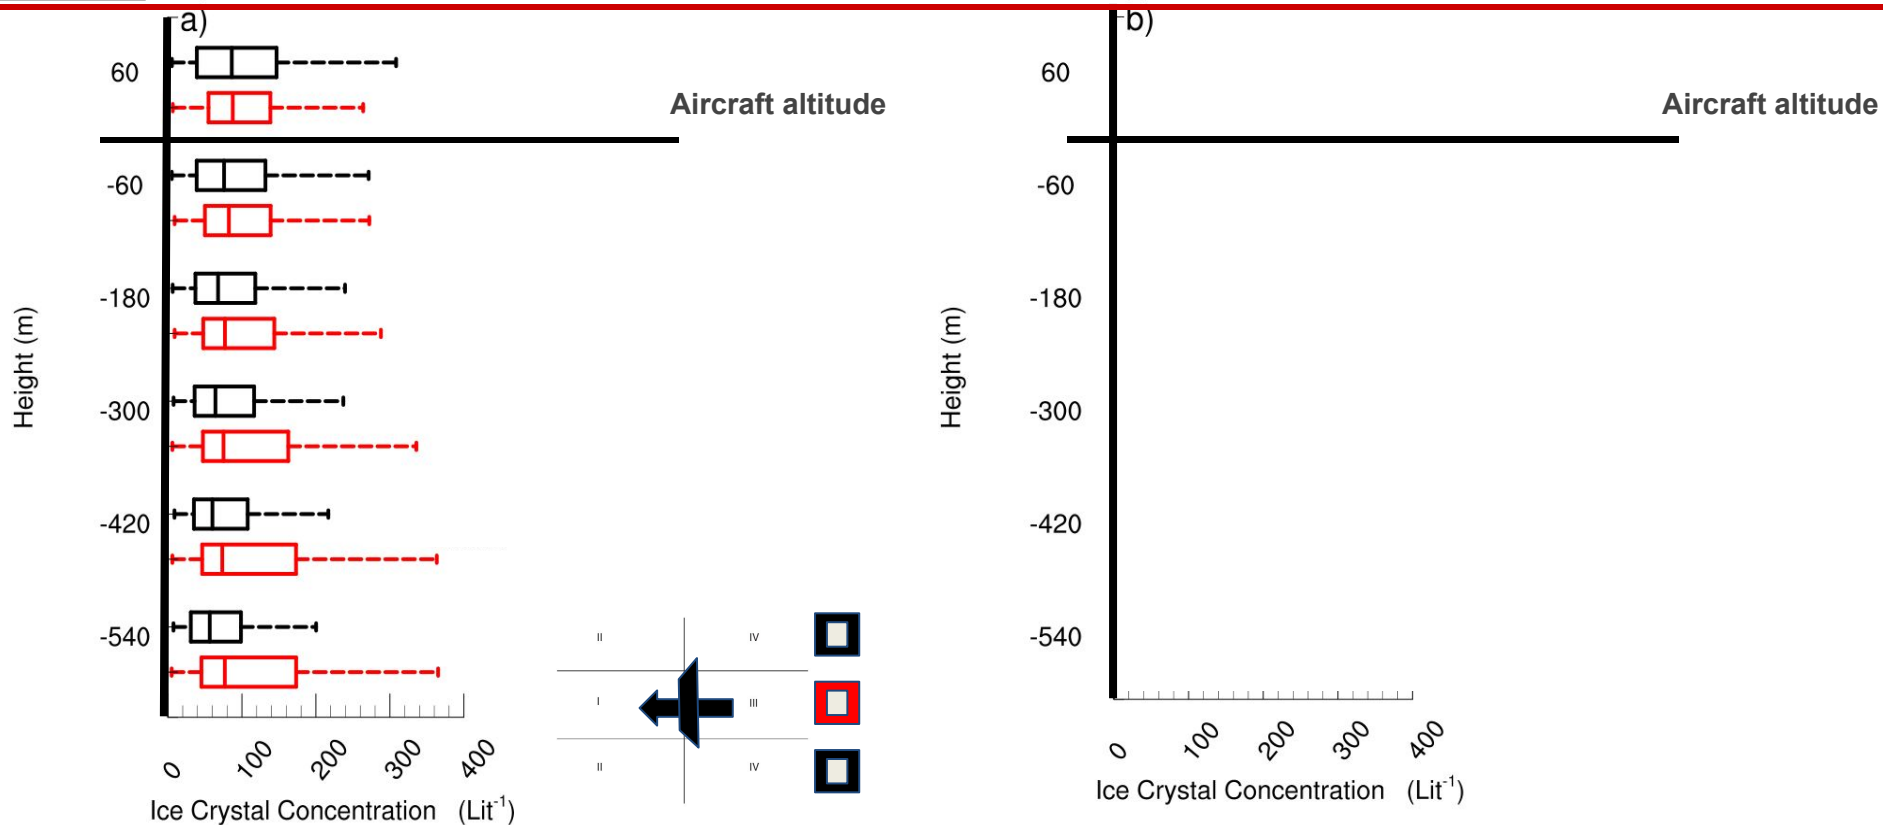 a)
60
Aircraft altitude
-60
-180
-300
-420
-540
Height (m)
0
100
200
300
400
Ice Crystal Concentration (Lit⁻¹)
II
IV
I
III
II
IV
b)
60
Aircraft altitude
-60
-180
-300
-420
-540
Height (m)
0
100
200
300
400
Ice Crystal Concentration (Lit⁻¹)